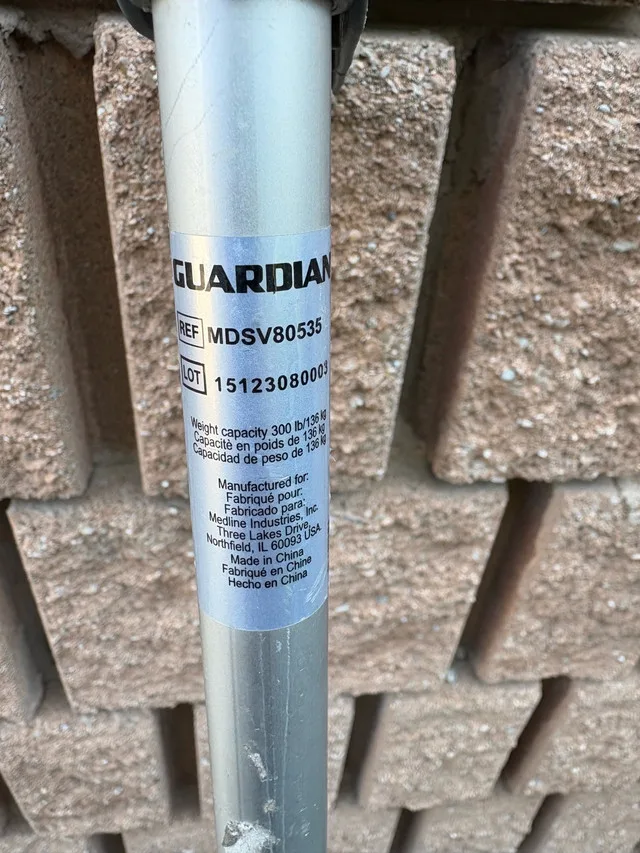 GUARDIAN
REF MDSV80535
LOT 15123080003
Weight capacity 300 lb/136 kg
Capacitè en poids de 136 kg
Capacidad de peso de 136 kg
Manufactured for:
Fabriqué pour:
Fabricado para:
Medline Industries, Inc.
Three Lakes Drive
Northfield, IL 60093 USA
Made in China
Fabriqué en Chine
Hecho en China